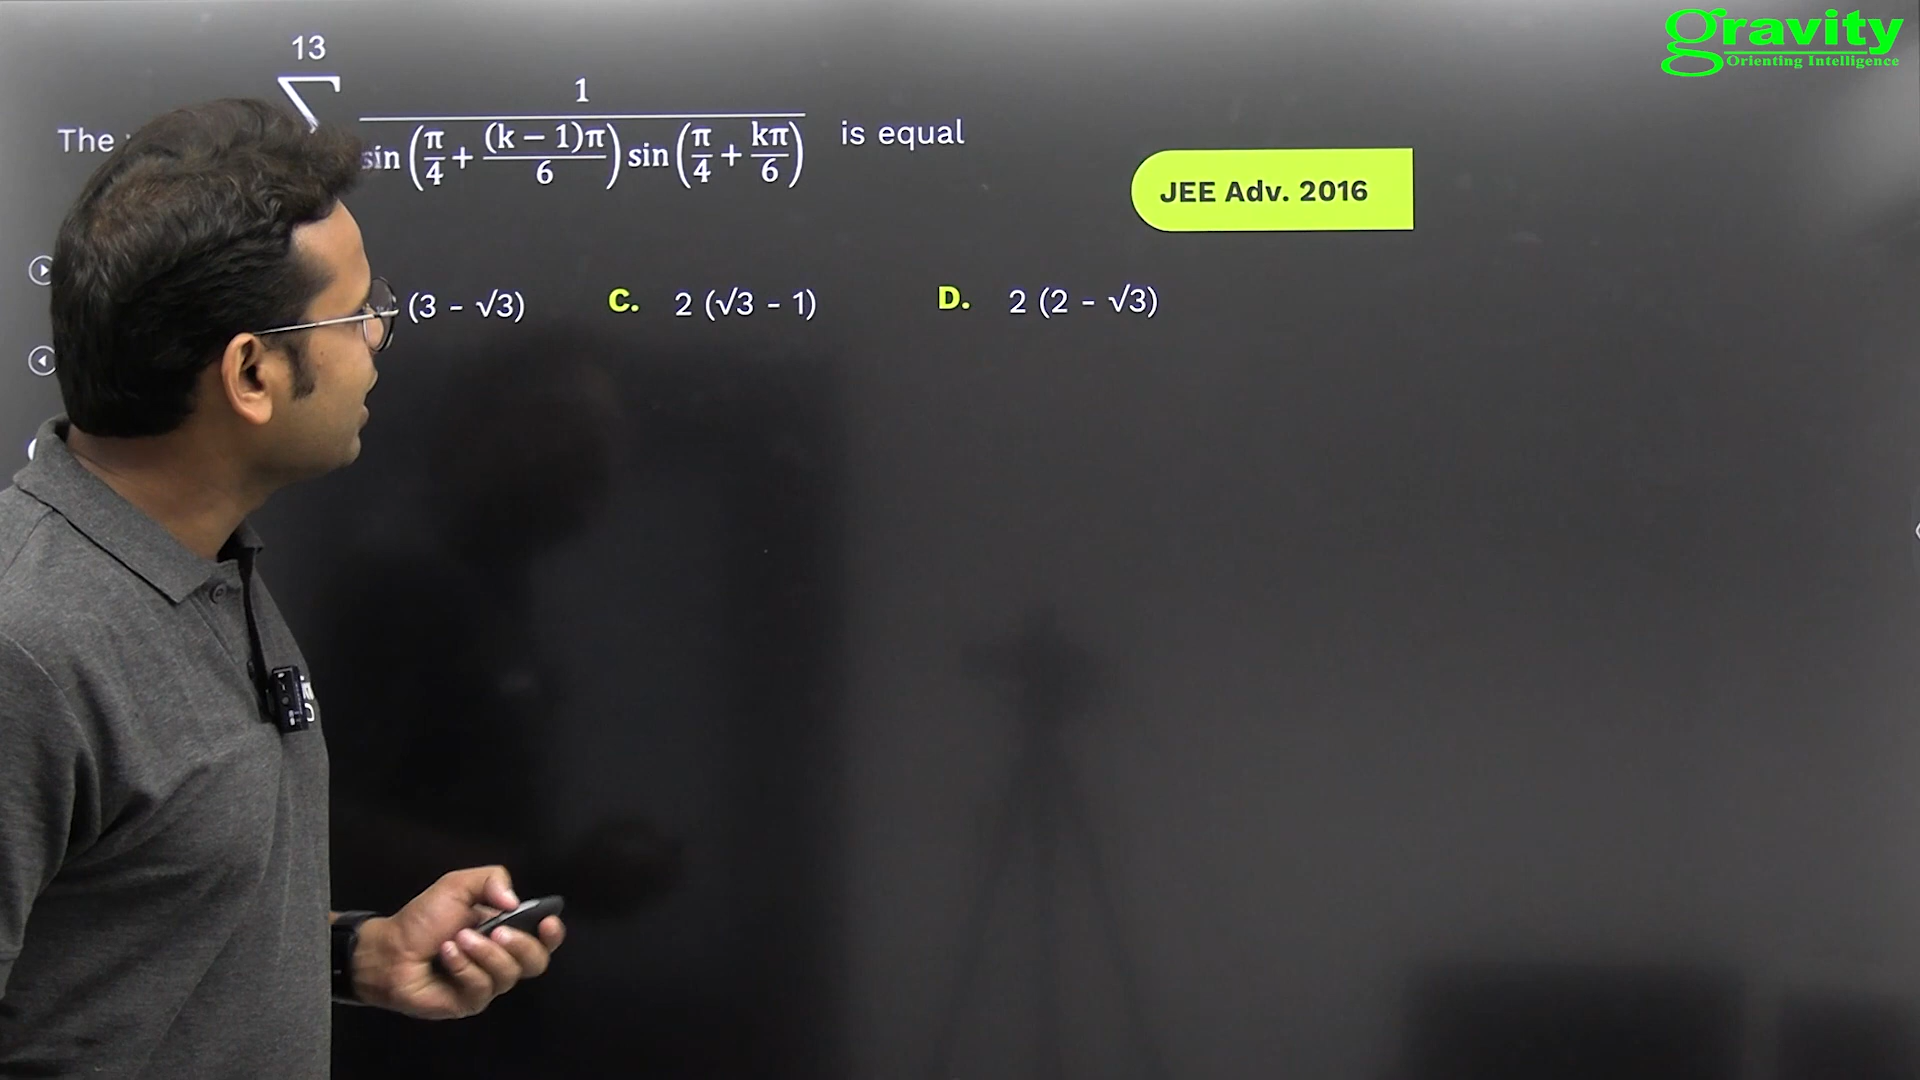 gravity
Orienting Intelligence
13
∑
The
1
sin (π/4 + (k − 1)π/6) sin (π/4 + kπ/6)
is equal
JEE Adv. 2016
(3 - √3) C. 2 (√3 - 1) D. 2 (2 - √3)